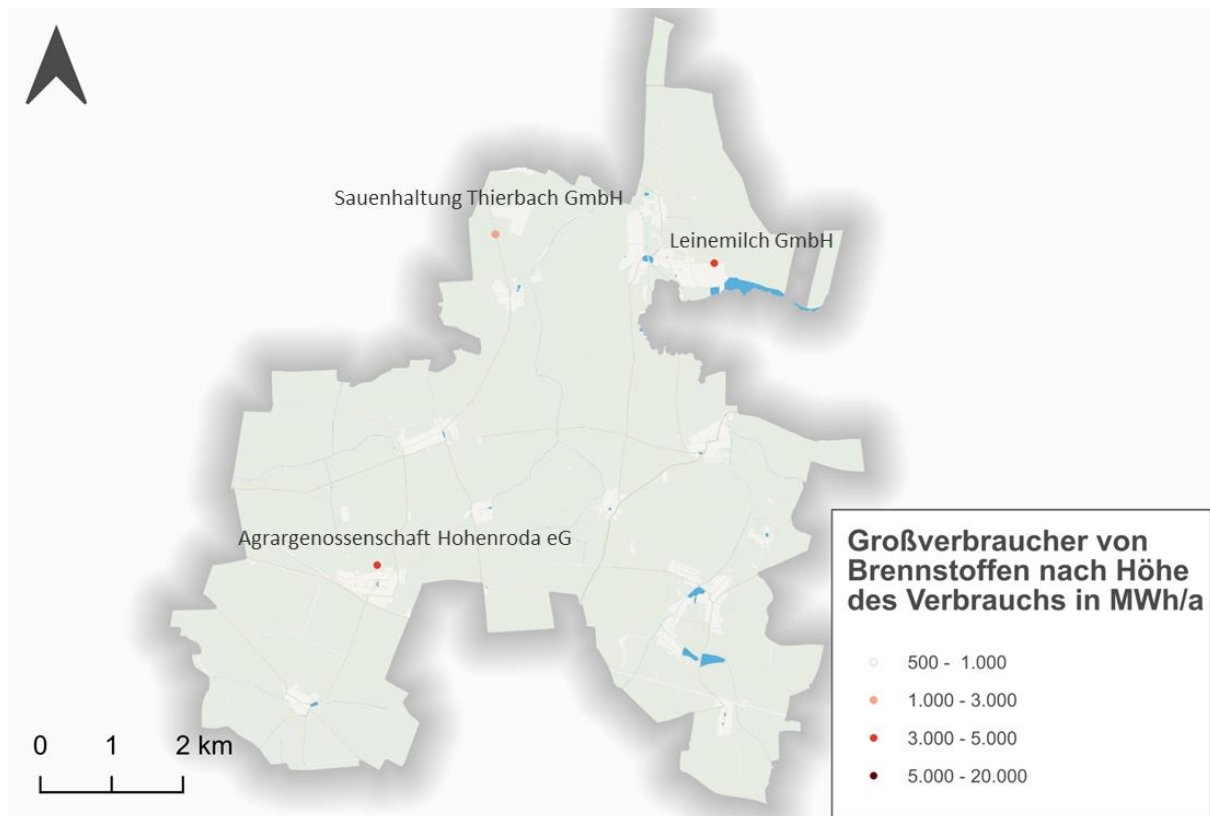 Sauenhaltung Thierbach GmbH
Leinemilch GmbH
Agrargenossenschaft Hohenroda eG
Großverbraucher von
Brennstoffen nach Höhe
des Verbrauchs in MWh/a
500 - 1.000
1.000 - 3.000
3.000 - 5.000
5.000 - 20.000
0 1 2 km